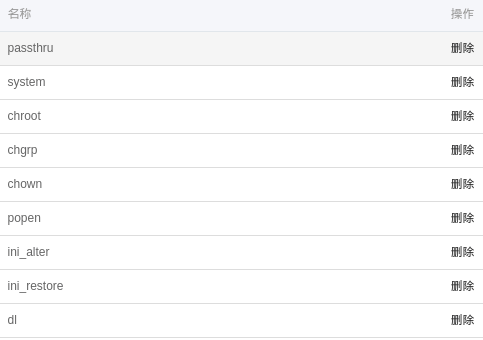 名称 操作
passthru 删除
system 删除
chroot 删除
chgrp 删除
chown 删除
popen 删除
ini_alter 删除
ini_restore 删除
dl 删除